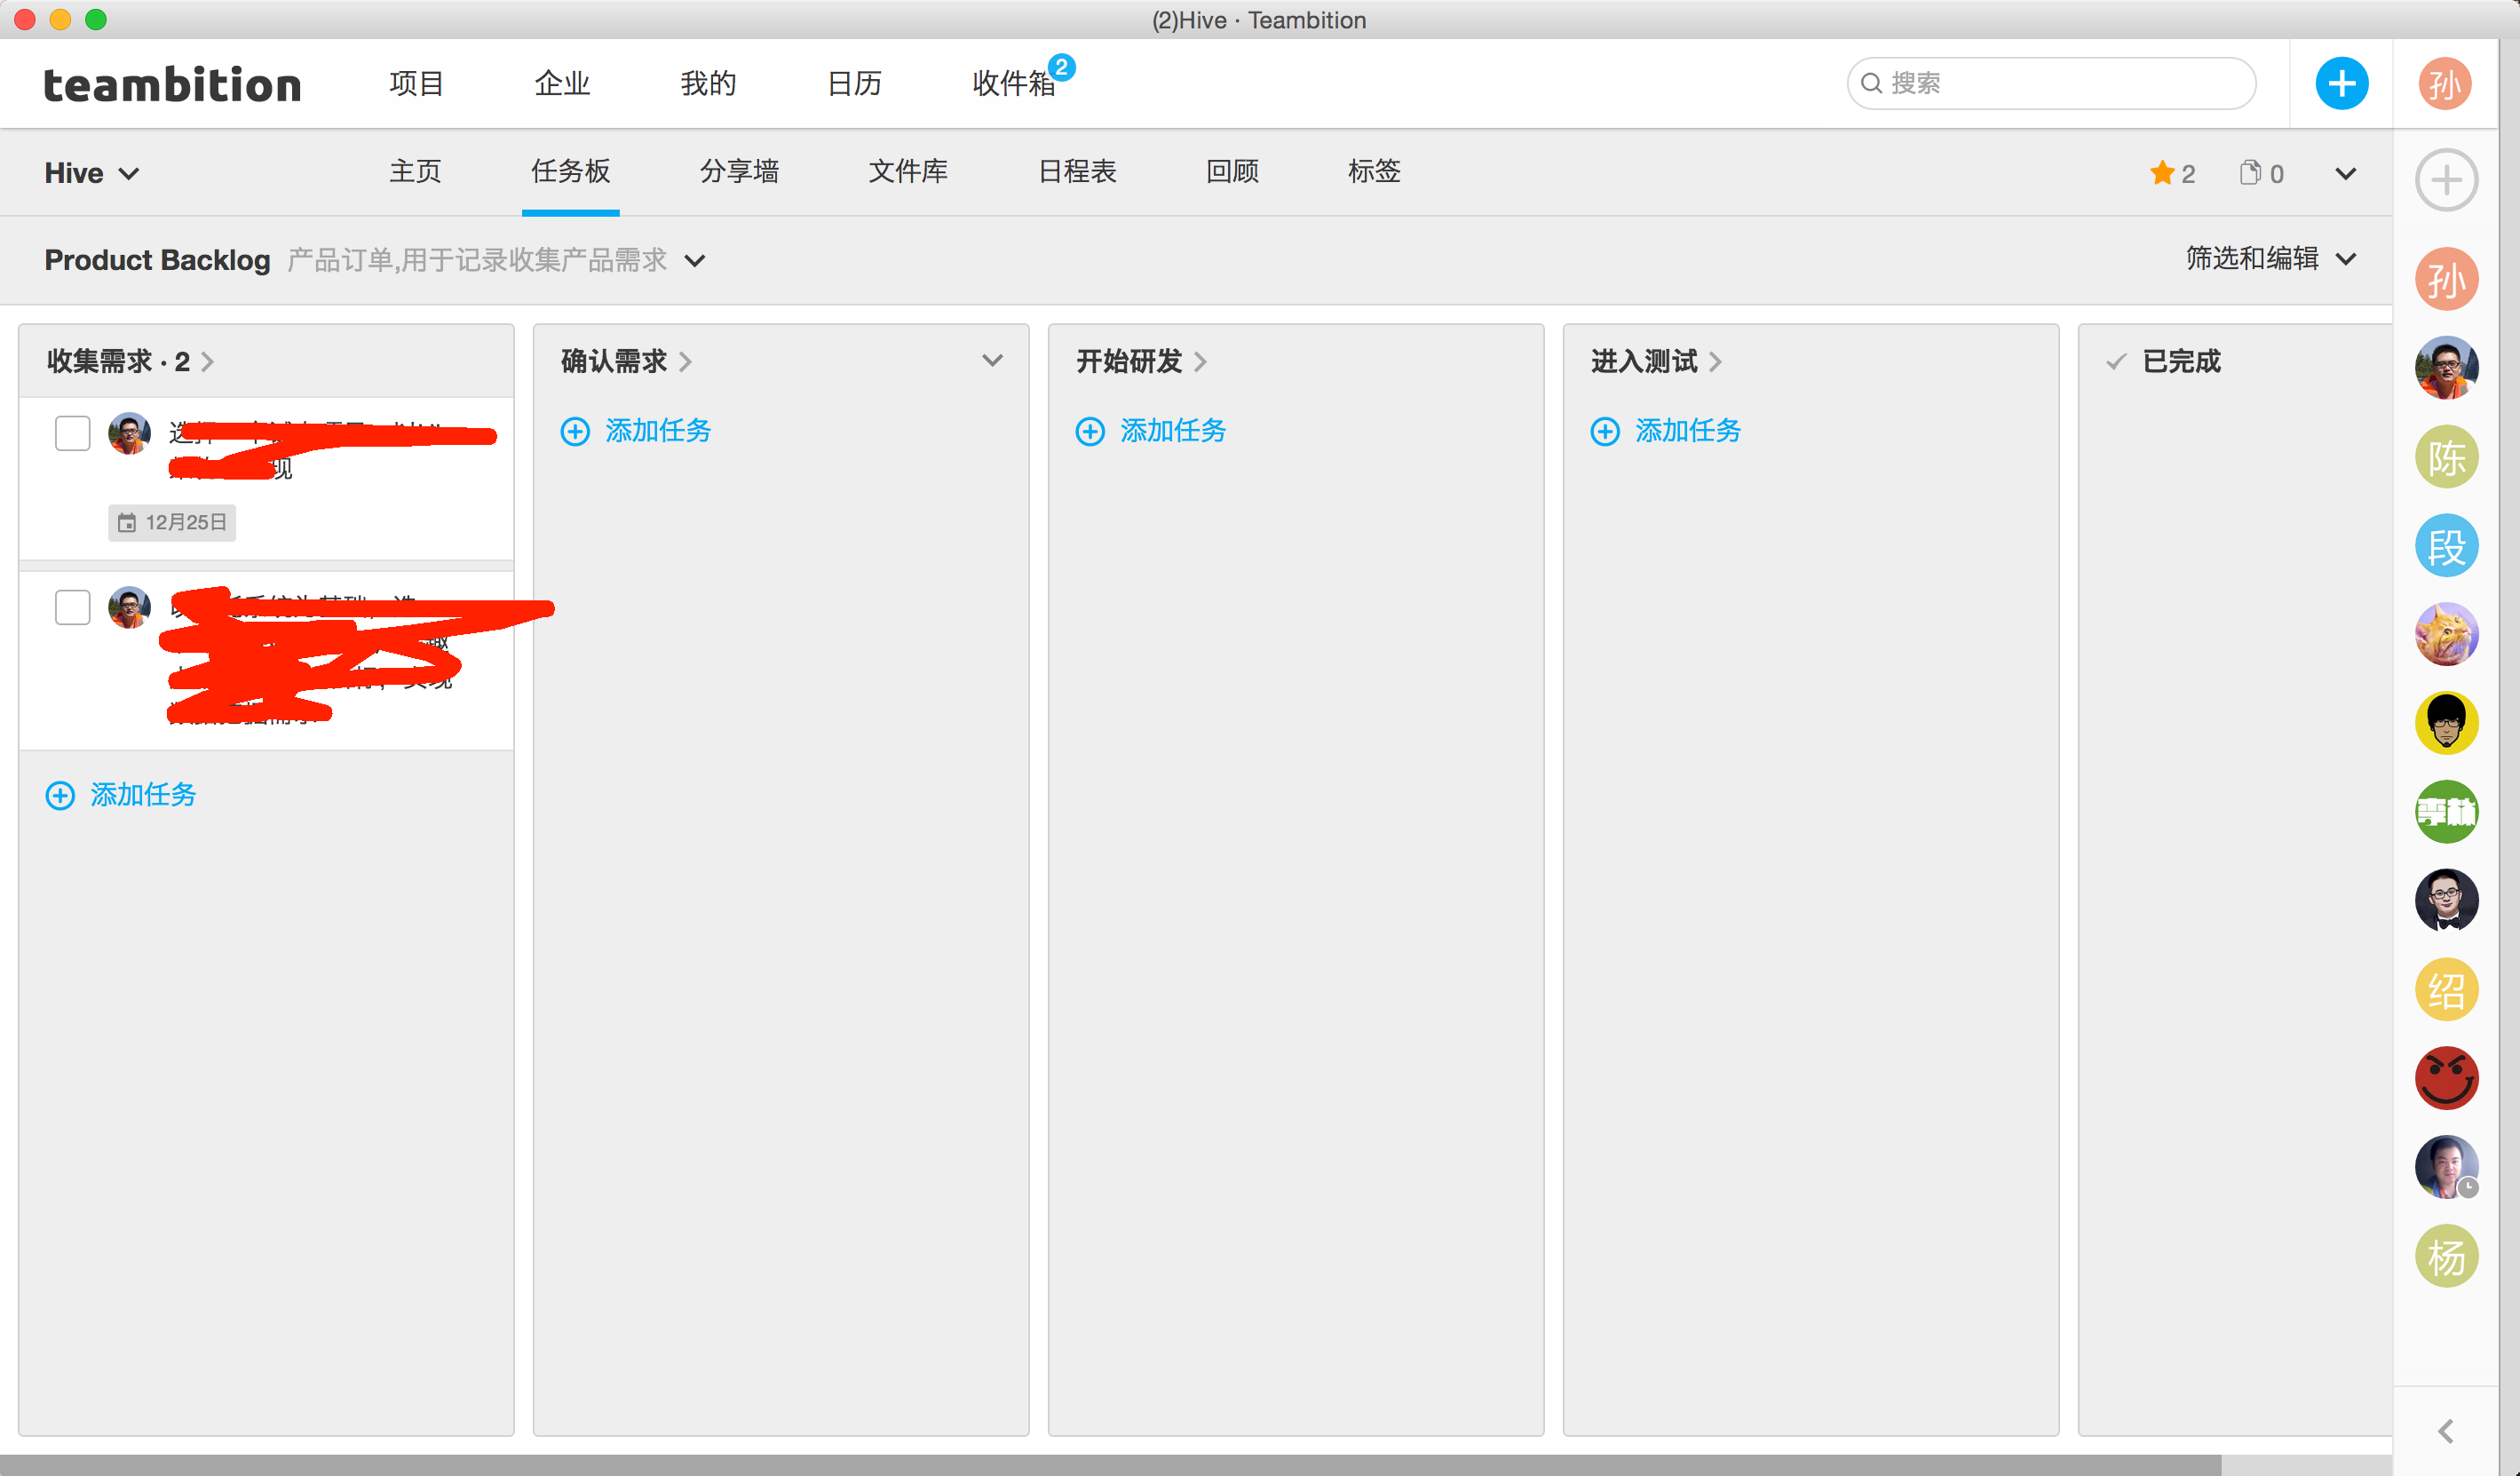 (2)Hive · Teambition
teambition 项目 企业 我的 日历 收件箱 2 搜索 孙
Hive 主页 任务板 分享墙 文件库 日程表 回顾 标签 2 0
Product Backlog 产品订单,用于记录收集产品需求 筛选和编辑
收集需求 · 2 确认需求 开始研发 进入测试 已完成
添加任务 添加任务 添加任务
选
现
12月25日
添加任务
孙
陈
段
李林
绍
杨